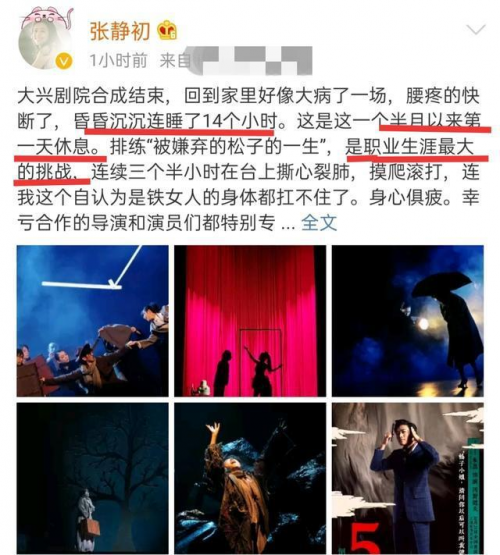 张静初
1小时前 来自
大兴剧院合成结束，回到家里好像大病了一场，腰疼的快
断了，昏昏沉沉连睡了14个小时。这是这一个半月以来第
一天休息。排练“被嫌弃的松子的一生”，是职业生涯最大
的挑战，连续三个半小时在台上撕心裂肺，摸爬滚打，连
我这个自认为是铁女人的身体都扛不住了。身心俱疲。幸
亏合作的导演和演员们都特别专 ... 全文
5